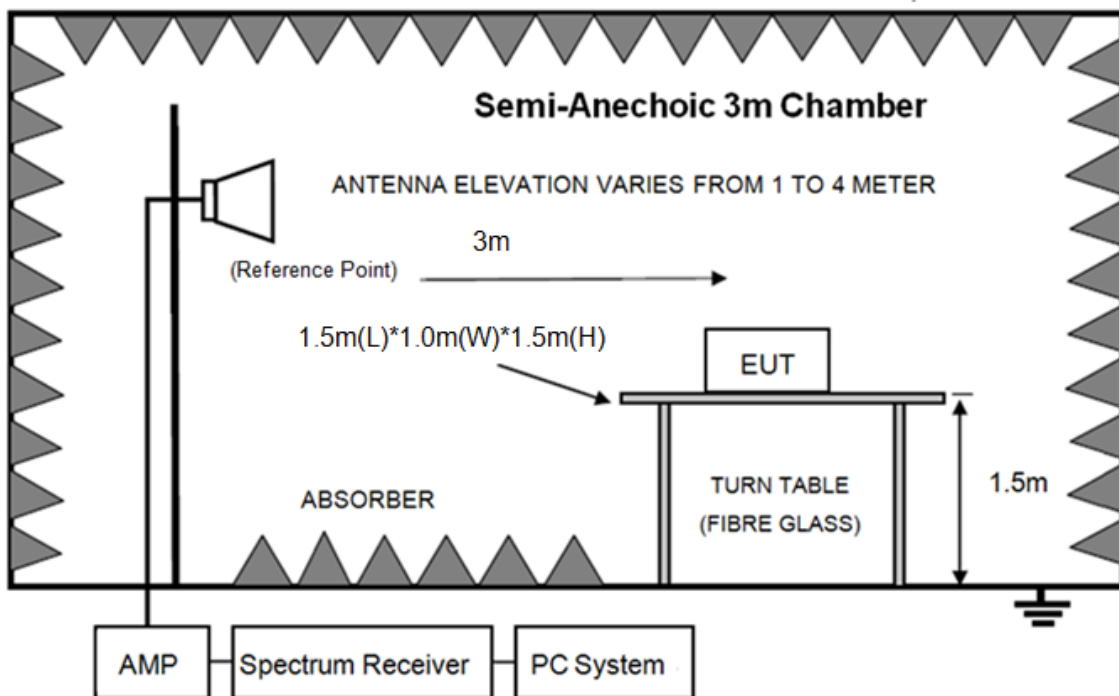 Semi-Anechoic 3m Chamber
ANTENNA ELEVATION VARIES FROM 1 TO 4 METER
3m
(Reference Point)
1.5m(L)*1.0m(W)*1.5m(H)
EUT
ABSORBER
TURN TABLE
(FIBRE GLASS)
1.5m
AMP
Spectrum Receiver
PC System